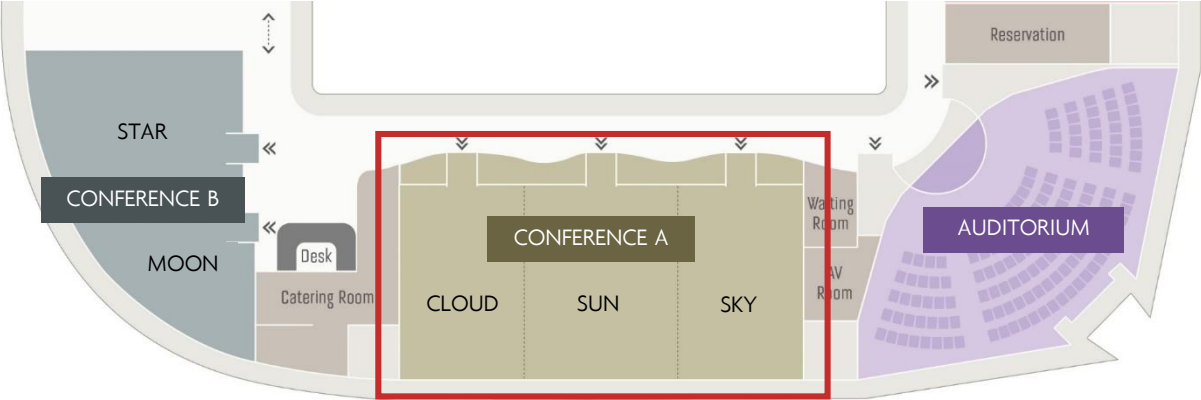 Reservation
STAR
CONFERENCE B
MOON
Desk
Catering Room
CONFERENCE A
CLOUD
SUN
SKY
Waiting
Room
AV
Room
AUDITORIUM